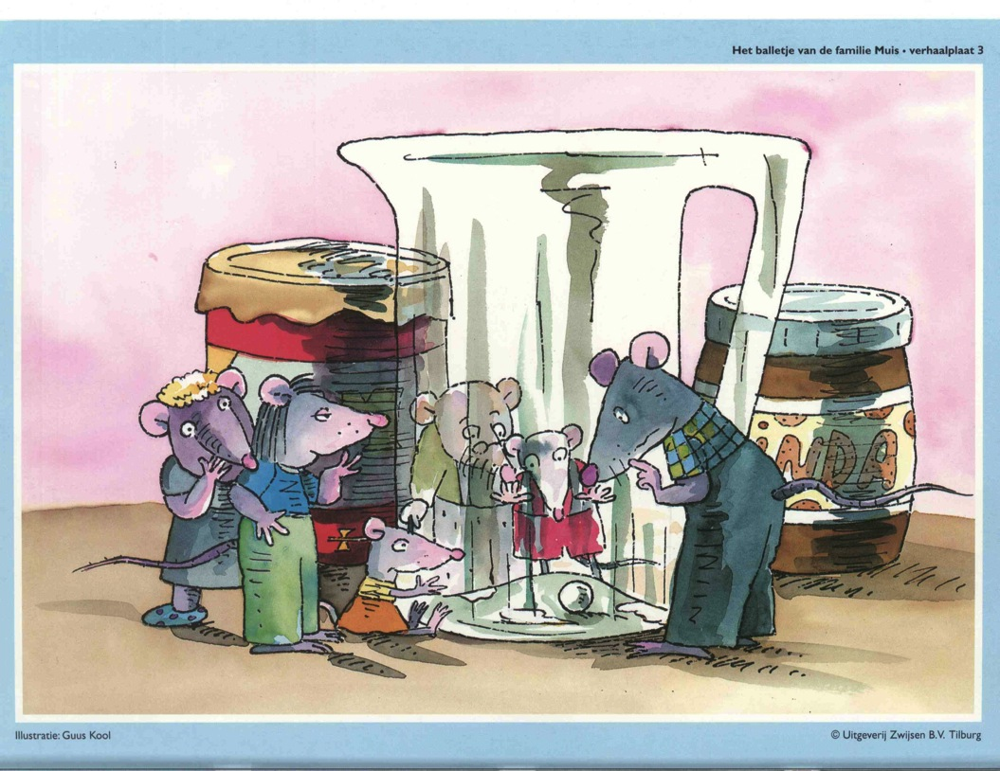 Het balletje van de familie Muis • verhaalplaat 3
Illustratie: Guus Kool
© Uitgeverij Zwijsen B.V. Tilburg